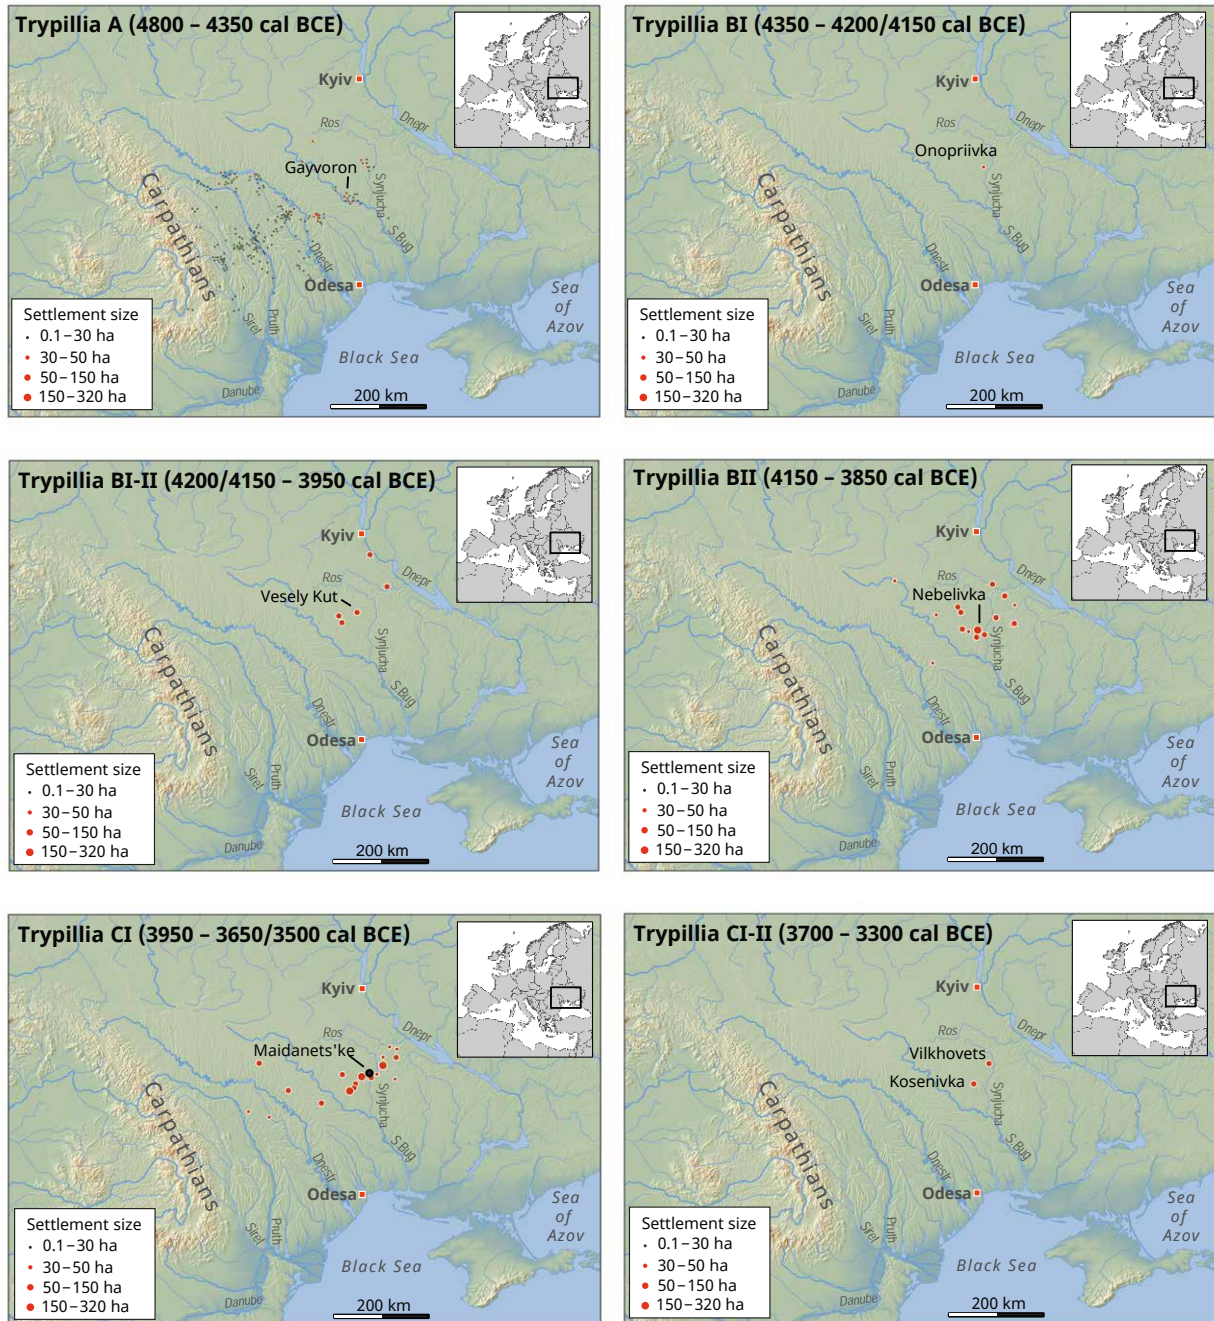 Trypillia A (4800 – 4350 cal BCE)
Kyiv
Ros
Dnepr
Gayvoron
Synjucha
Carpathians
S.Bug
Dnestr
Odesa
Sea
of
Azov
Siret
Pruth
Black Sea
Danube
200 km
Settlement size
0.1–30 ha
30–50 ha
50–150 ha
150–320 ha
Trypillia BI (4350 – 4200/4150 cal BCE)
Kyiv
Ros
Dnepr
Onopriivka
Synjucha
Carpathians
S.Bug
Dnestr
Odesa
Sea
of
Azov
Siret
Pruth
Black Sea
Danube
200 km
Settlement size
0.1–30 ha
30–50 ha
50–150 ha
150–320 ha
Trypillia BI-II (4200/4150 – 3950 cal BCE)
Kyiv
Ros
Dnepr
Vesely Kut
Synjucha
Carpathians
S.Bug
Dnestr
Odesa
Sea
of
Azov
Siret
Pruth
Black Sea
Danube
200 km
Settlement size
0.1–30 ha
30–50 ha
50–150 ha
150–320 ha
Trypillia BII (4150 – 3850 cal BCE)
Kyiv
Ros
Dnepr
Nebelivka
Synjucha
Carpathians
S.Bug
Dnestr
Odesa
Sea
of
Azov
Siret
Pruth
Black Sea
Danube
200 km
Settlement size
0.1–30 ha
30–50 ha
50–150 ha
150–320 ha
Trypillia CI (3950 – 3650/3500 cal BCE)
Kyiv
Ros
Dnepr
Maidanets'ke
Synjucha
Carpathians
S.Bug
Dnestr
Odesa
Sea
of
Azov
Siret
Pruth
Black Sea
Danube
200 km
Settlement size
0.1–30 ha
30–50 ha
50–150 ha
150–320 ha
Trypillia CI-II (3700 – 3300 cal BCE)
Kyiv
Ros
Dnepr
Vilkhovets
Kosenivka
Synjucha
Carpathians
S.Bug
Dnestr
Odesa
Sea
of
Azov
Siret
Pruth
Black Sea
Danube
200 km
Settlement size
0.1–30 ha
30–50 ha
50–150 ha
150–320 ha